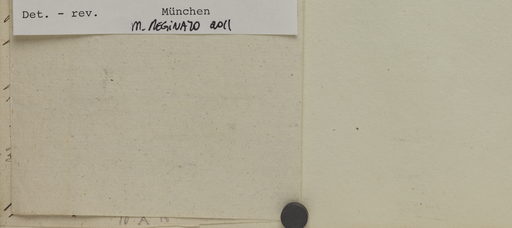 Det. - rev. München
M. REGINATO 2011